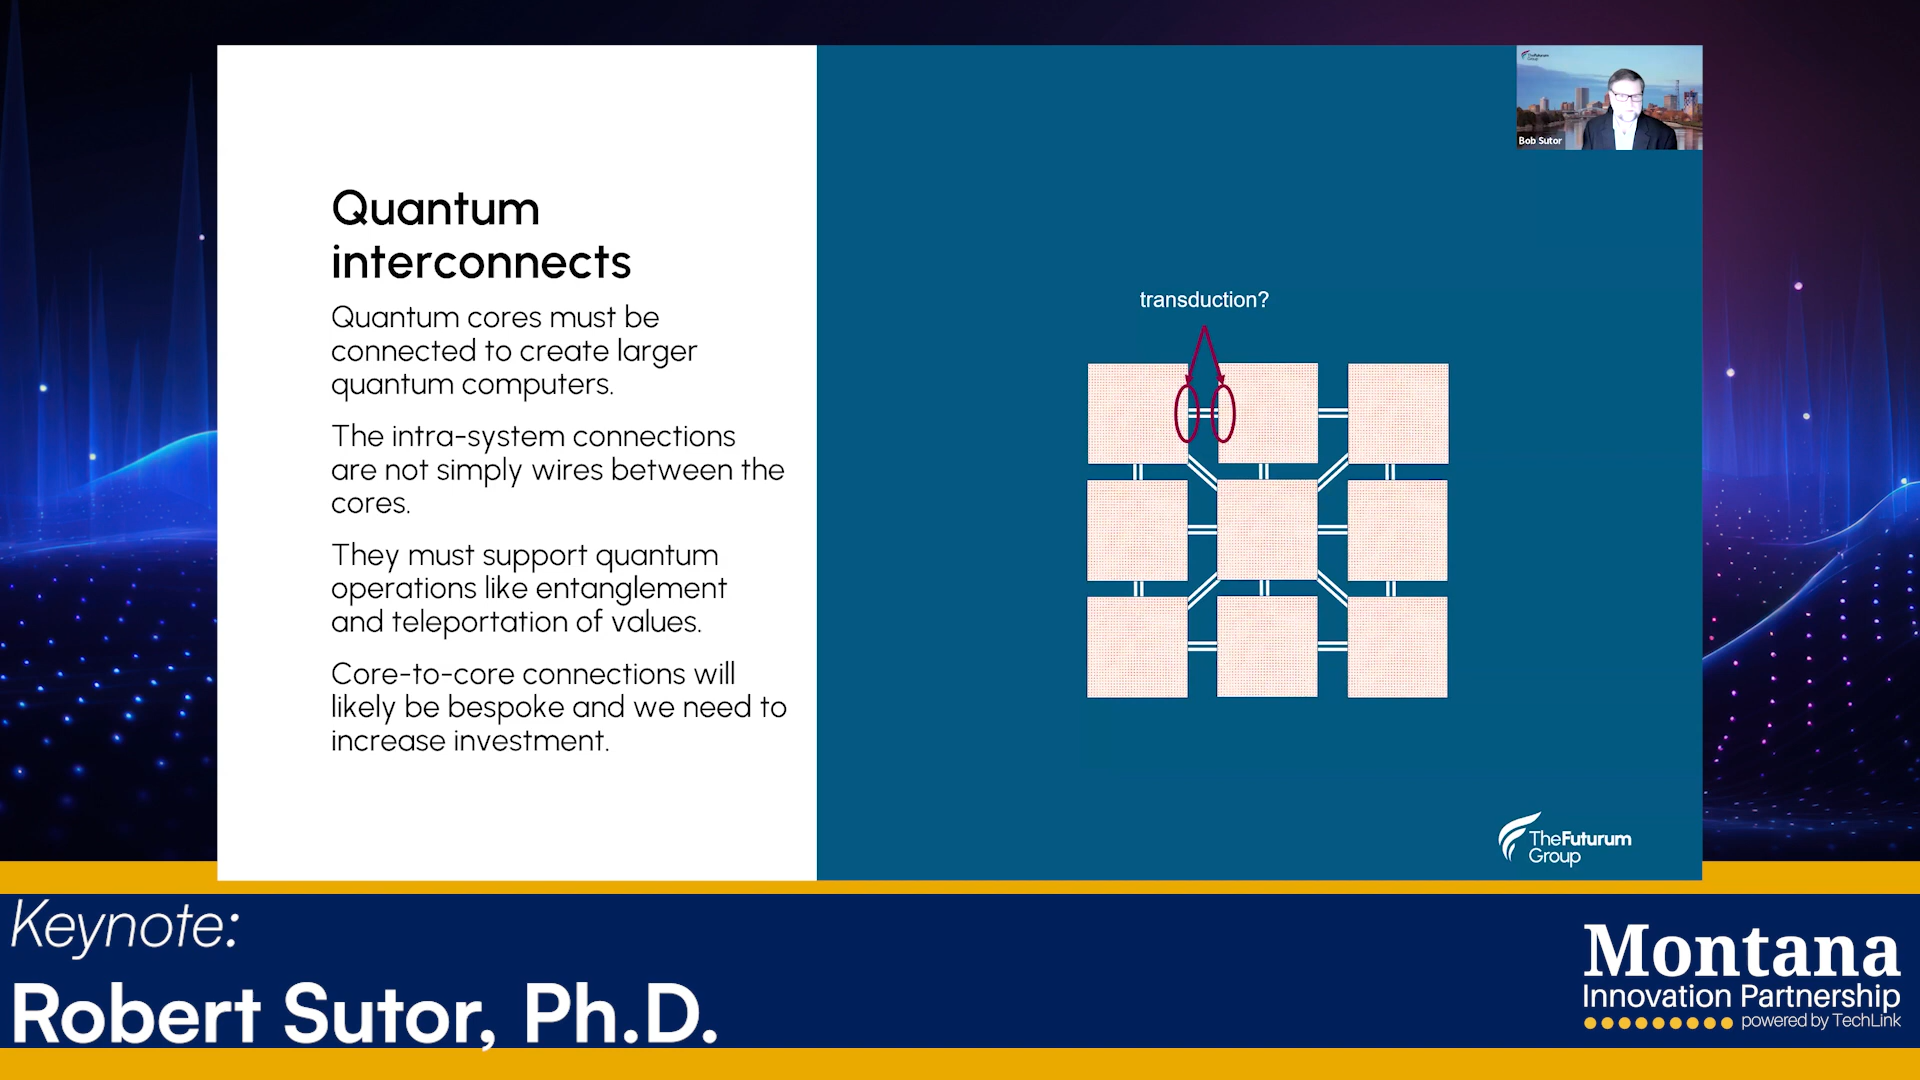 Quantum
interconnects
Quantum cores must be
connected to create larger
quantum computers.
The intra-system connections
are not simply wires between the
cores.
They must support quantum
operations like entanglement
and teleportation of values.
Core-to-core connections will
likely be bespoke and we need to
increase investment.
transduction?
TheFuturum
Group
Bob Sutor
TheFuturum
Group
Keynote:
Robert Sutor, Ph.D.
Montana
Innovation Partnership
powered by TechLink